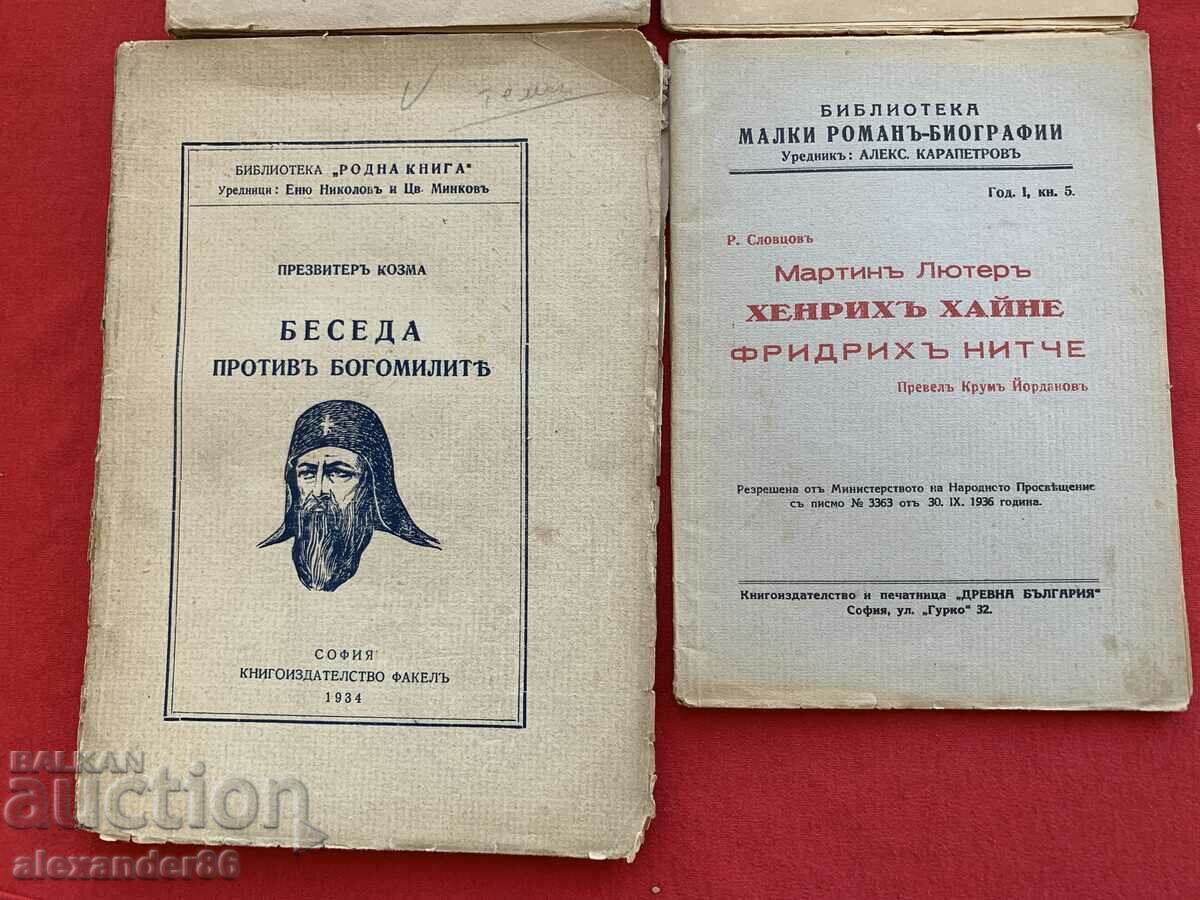 БИБЛИОТЕКА „РОДНА КНИГА“
Уредници: Еню Николовъ и Цв. Минковъ
ПРЕЗВИТЕРЪ КОЗМА
БЕСЕДА
ПРОТИВЪ БОГОМИЛИТѢ
СОФИЯ
КНИГОИЗДАТЕЛСТВО ФАКЕЛЪ
1934
БИБЛИОТЕКА
МАЛКИ РОМАНЪ-БИОГРАФИИ
Уредникъ: АЛЕКС. КАРАПЕТРОВЪ
Год. I, кн. 5.
Р. Словцовъ
Мартинъ Лютеръ
ХЕНРИХЪ ХАЙНЕ
ФРИДРИХЪ НИТЧЕ
Превелъ Крумъ Йордановъ
Резрешена отъ Министерството на Народното Просвѣщение
съ писмо № 3363 отъ 30. IX. 1936 година.
Книгоиздателство и печатница „ДРЕВНА БЪЛГАРИЯ“
София, ул. „Гурко“ 32.
BALKAN
auction
alexander86